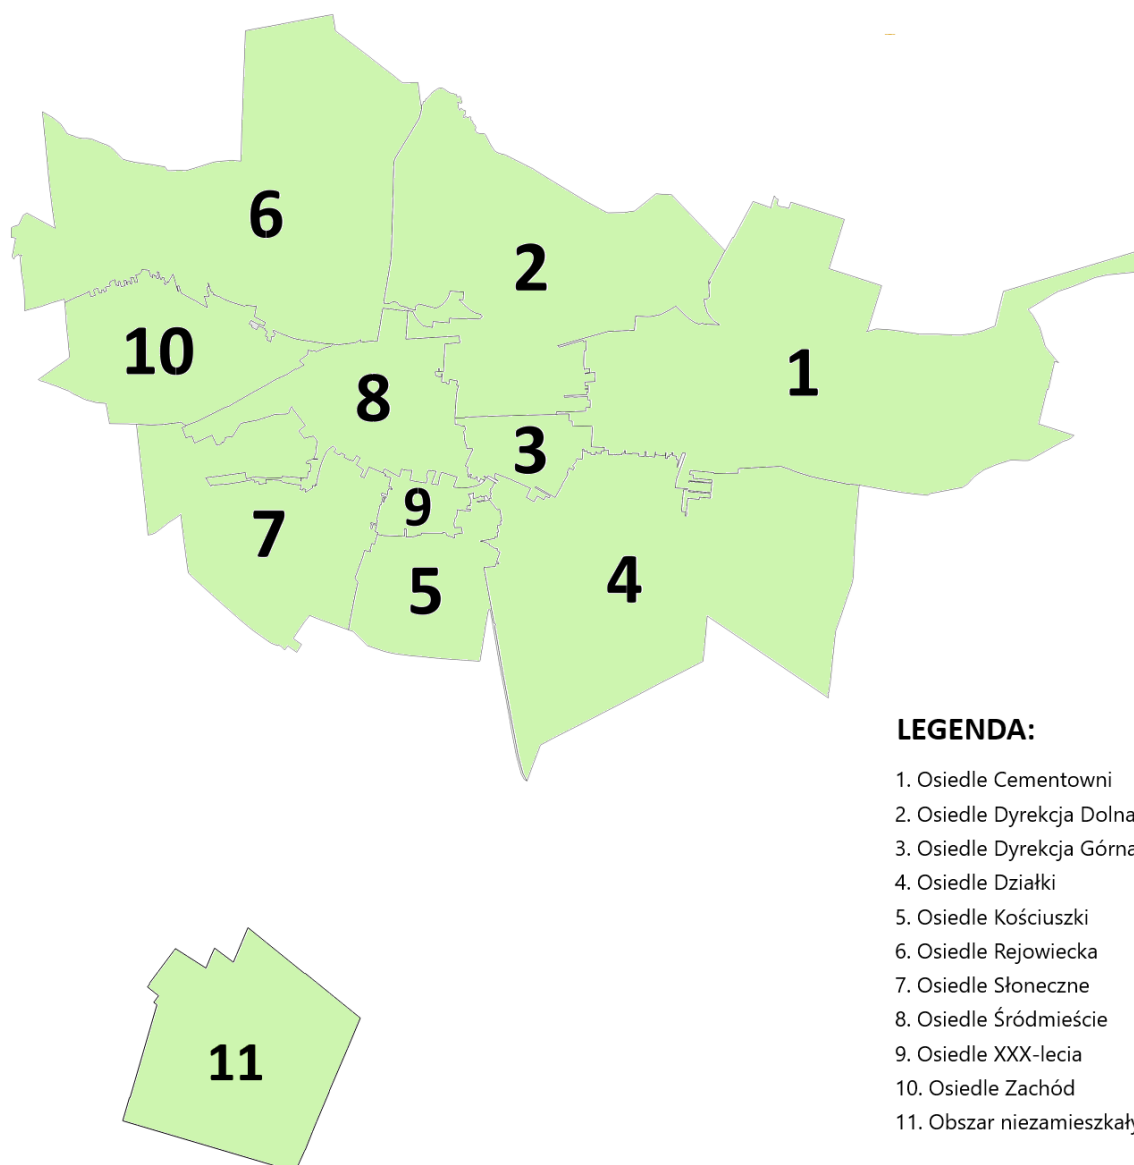 6
2
10
1
8
3
9
7
5
4
LEGENDA:
1. Osiedle Cementowni
2. Osiedle Dyrekcja Dolna
3. Osiedle Dyrekcja Górna
4. Osiedle Działki
5. Osiedle Kościuszki
6. Osiedle Rejowiecka
7. Osiedle Słoneczne
8. Osiedle Śródmieście
9. Osiedle XXX-lecia
10. Osiedle Zachód
11. Obszar niezamieszkały
11